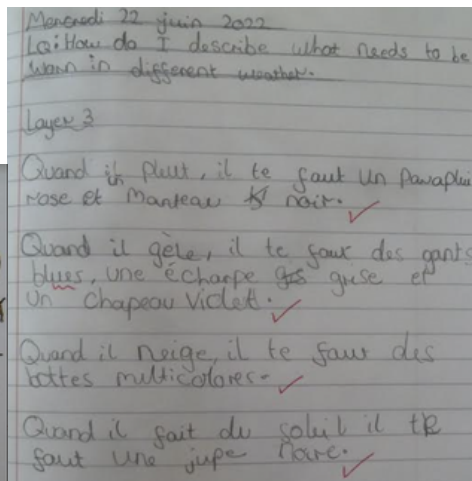 Mercredi 22 juin 2022
LQ: How do I describe what needs to be
worn in different weather.
Layer 3
Quand il pleut, il te faut un parapluie
rose et manteau noir.
Quand il gèle, il te faut des gants
blues, une écharpe grise et
un chapeau violett.
Quand il neige, il te faut des
bottes multicolores.
Quand il fait du soleil il te
faut une jupe